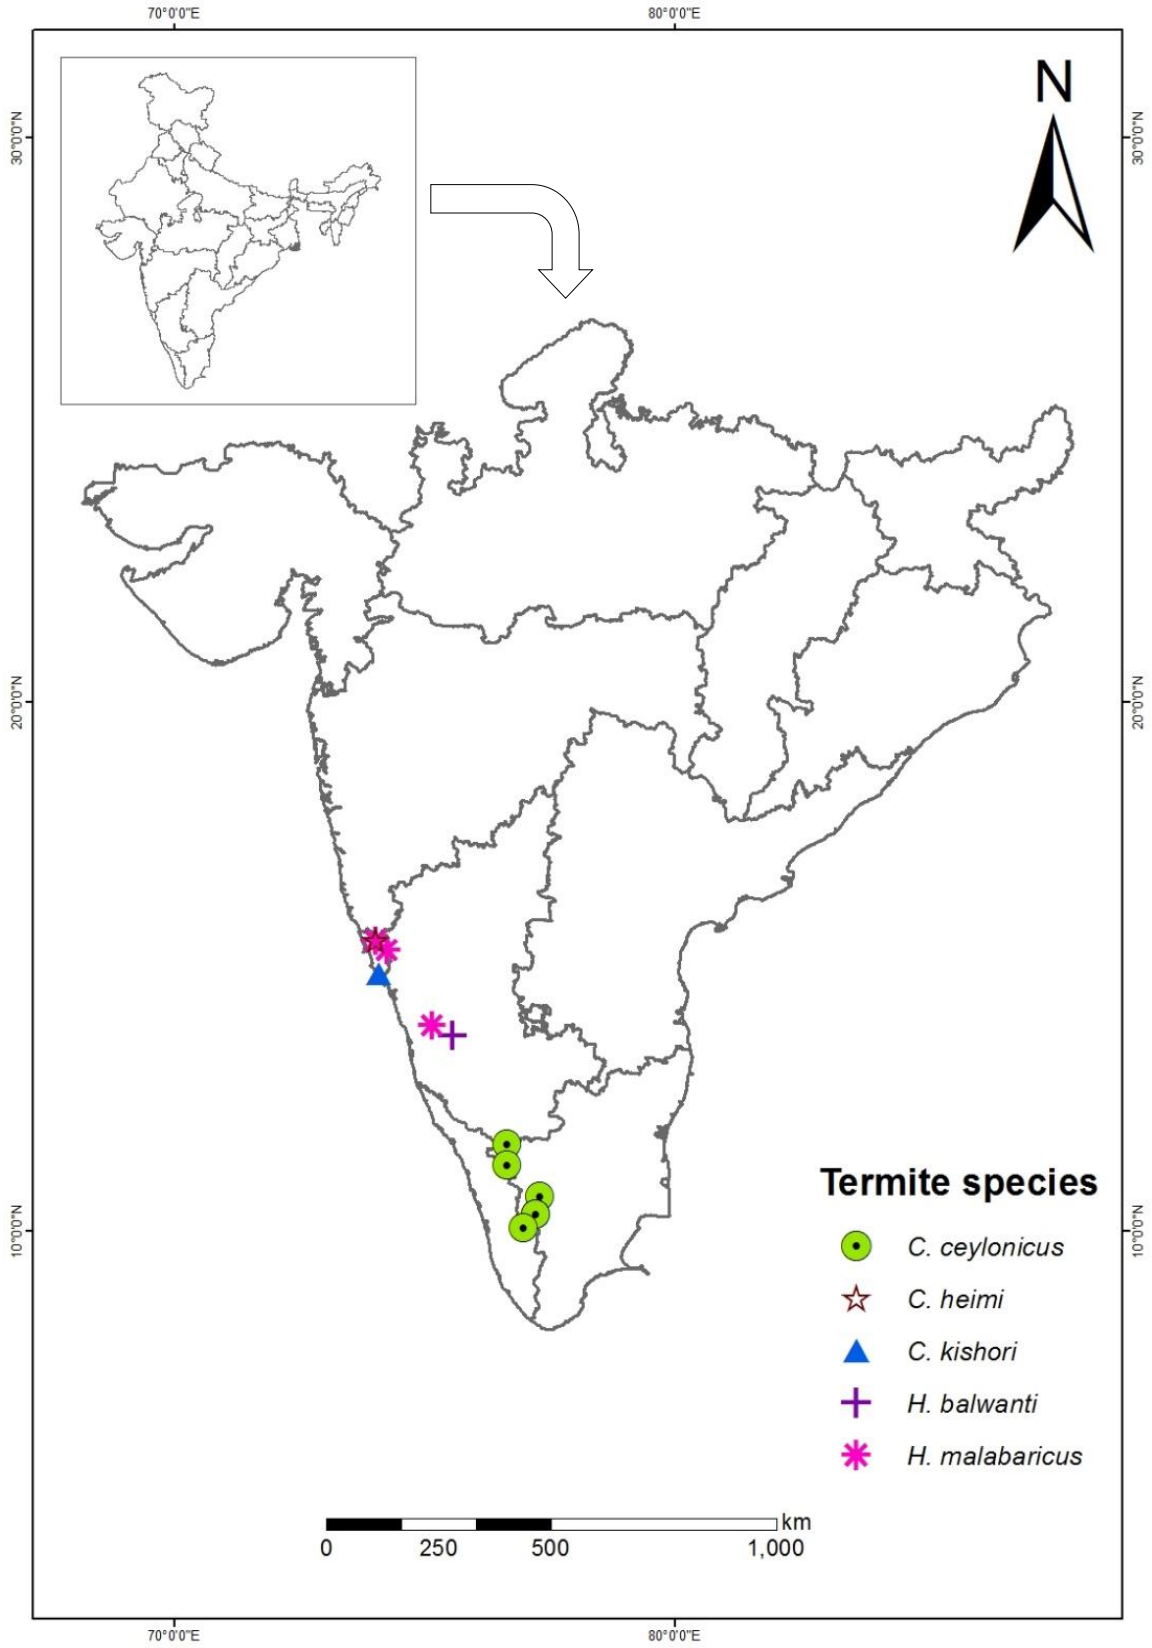 70°0'0"E 80°0'0"E
N
30°0'0"N 30°0'0"N
20°0'0"N 20°0'0"N
10°0'0"N 10°0'0"N
Termite species
C. ceylonicus
C. heimi
C. kishori
H. balwanti
H. malabaricus
km
0 250 500 1,000
70°0'0"E 80°0'0"E